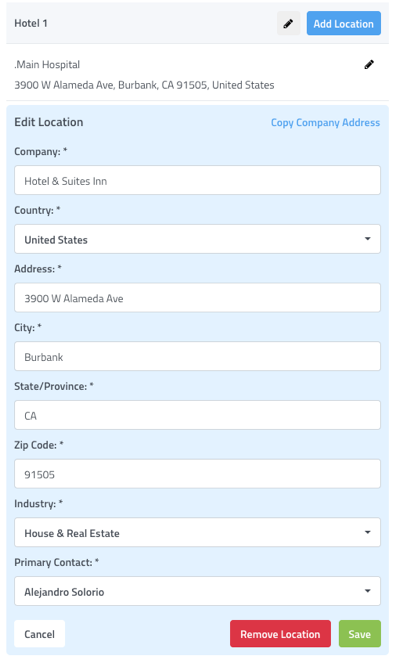 Hotel 1
Add Location
.Main Hospital
3900 W Alameda Ave, Burbank, CA 91505, United States
Edit Location
Copy Company Address
Company: *
Hotel & Suites Inn
Country: *
United States
Address: *
3900 W Alameda Ave
City: *
Burbank
State/Province: *
CA
Zip Code: *
91505
Industry: *
House & Real Estate
Primary Contact: *
Alejandro Solorio
Cancel
Remove Location
Save